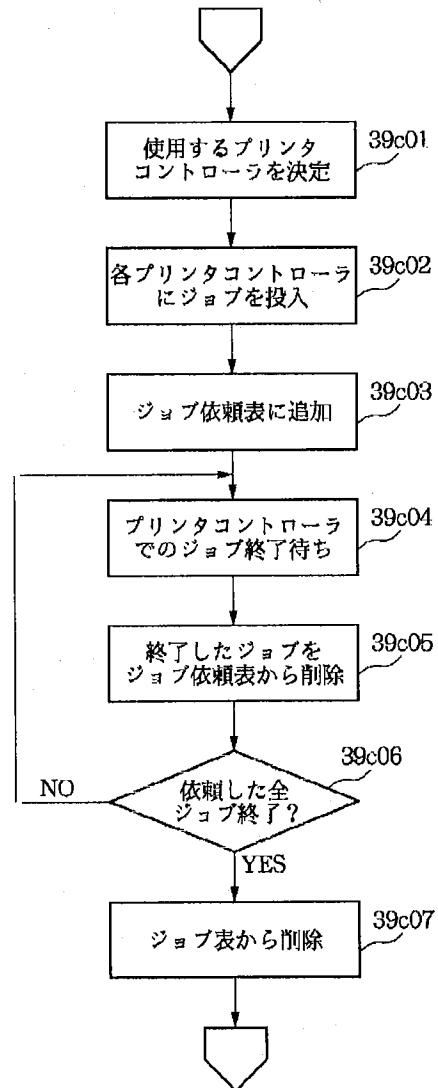 使用するプリンタ
コントローラを決定
39c01
各プリンタコントローラ
にジョブを投入
39c02
ジョブ依頼表に追加
39c03
プリンタコントローラ
でのジョブ終了待ち
39c04
終了したジョブを
ジョブ依頼表から削除
39c05
依頼した全
ジョブ終了？
39c06
NO
YES
ジョブ表から削除
39c07